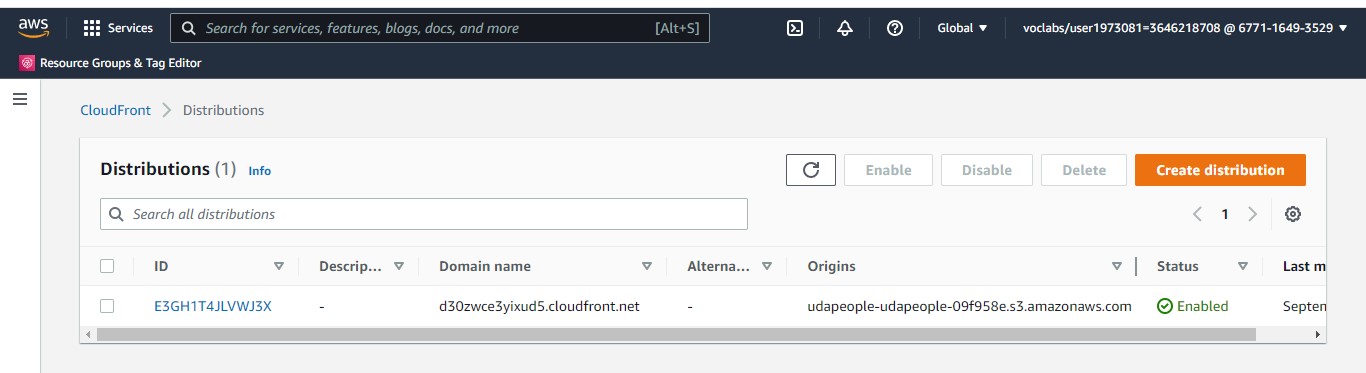 aws Services Search for services, features, blogs, docs, and more [Alt+S] Global voclabs/user1973081=3646218708 @ 6771-1649-3529
Resource Groups & Tag Editor
CloudFront Distributions
Distributions (1) Info Enable Disable Delete Create distribution
Search all distributions 1
ID Descrip... Domain name Alterna... Origins Status Last m
E3GH1T4JLVWJ3X - d30zwce3yixud5.cloudfront.net - udapeople-udapeople-09f958e.s3.amazonaws.com Enabled Septen